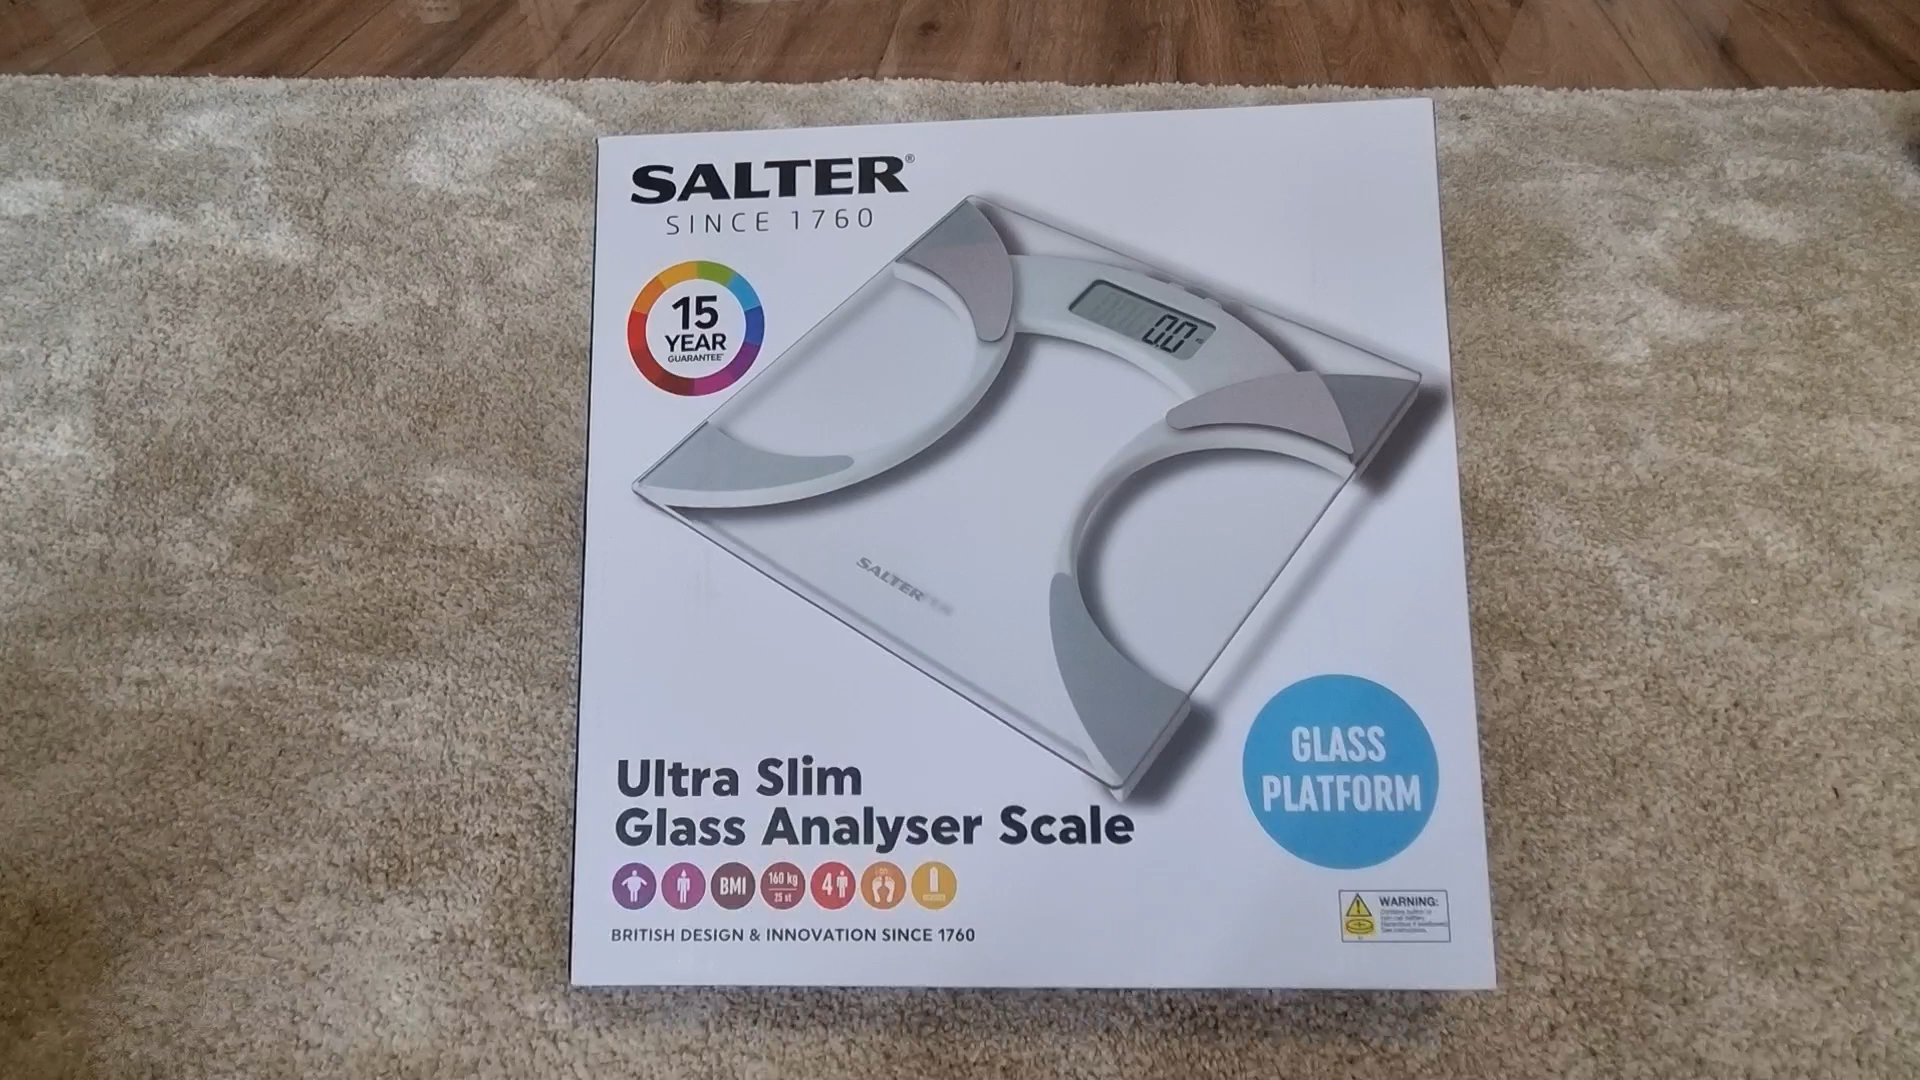 SALTER®
SINCE 1760
15
YEAR
GUARANTEE
0.0
SALTER
Ultra Slim
Glass Analyser Scale
GLASS
PLATFORM
BMI
160 kg
25 st
4
BRITISH DESIGN & INNOVATION SINCE 1760
WARNING: